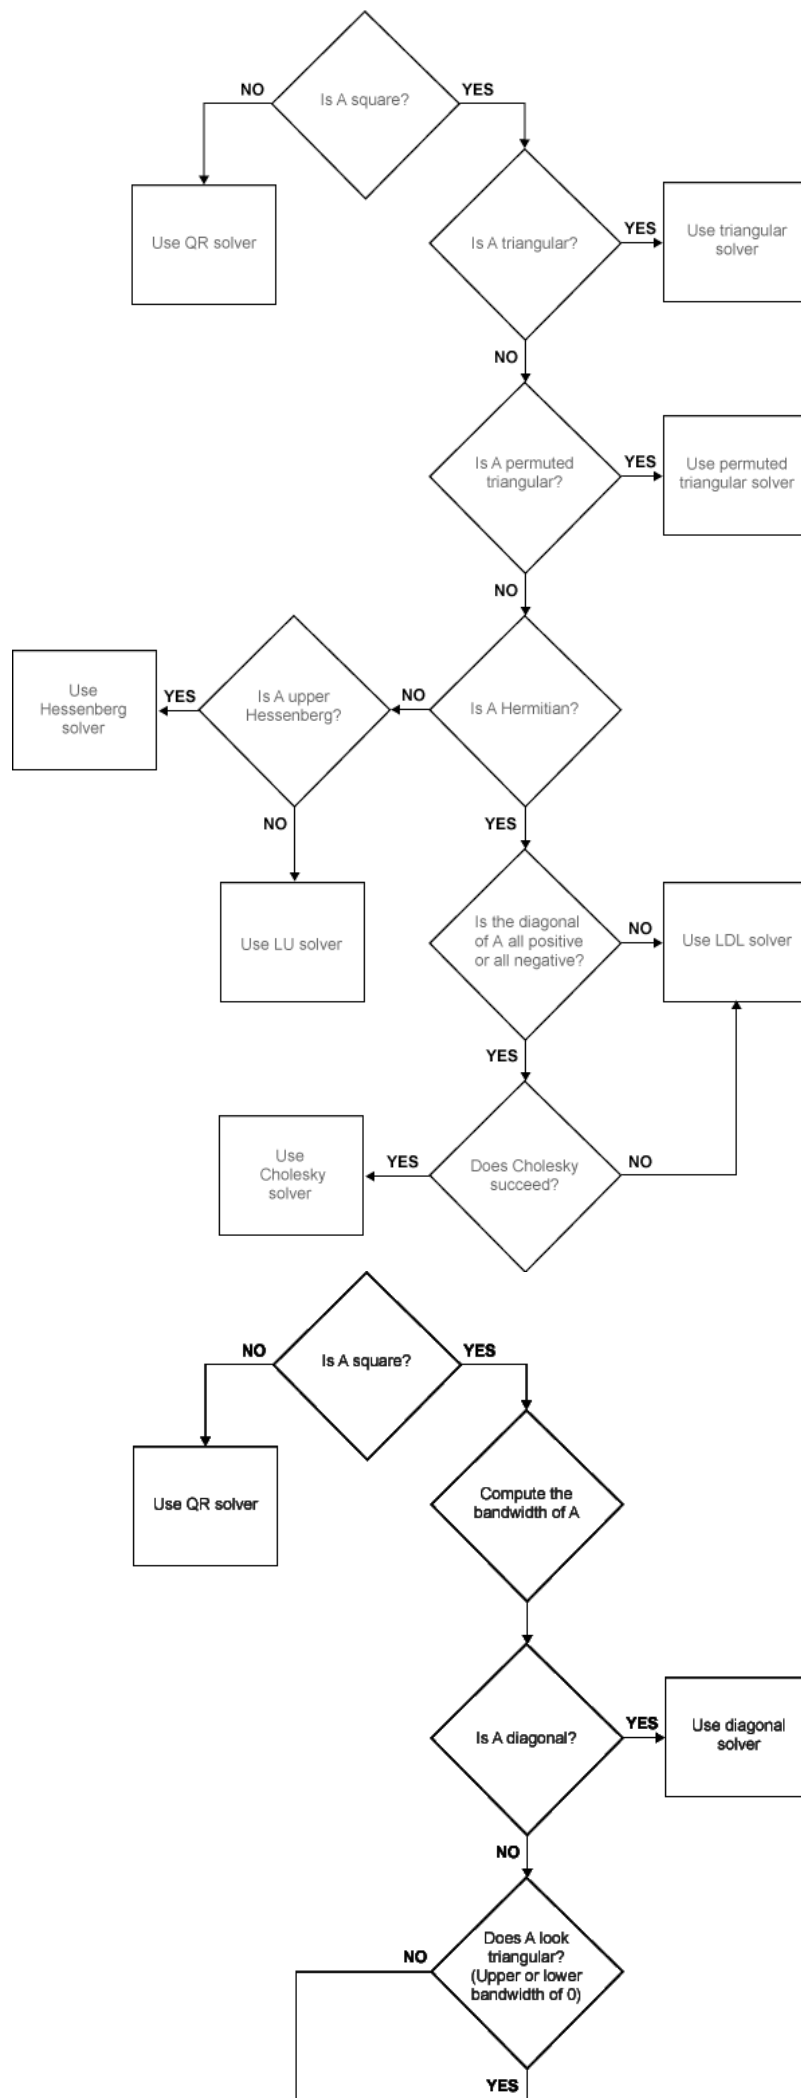 NO
YES
Is A square?
Use QR solver
Is A triangular?
YES
Use triangular
solver
NO
Is A permuted
triangular?
YES
Use permuted
triangular solver
NO
Use
Hessenberg
solver
YES
Is A upper
Hessenberg?
NO
Is A Hermitian?
NO
YES
Use LU solver
Is the diagonal
of A all positive
or all negative?
NO
Use LDL solver
YES
Use
Cholesky
solver
YES
Does Cholesky
succeed?
NO
NO
YES
Is A square?
Use QR solver
Compute the
bandwidth of A
Is A diagonal?
YES
Use diagonal
solver
NO
NO
Does A look
triangular?
(Upper or lower
bandwidth of 0)
YES